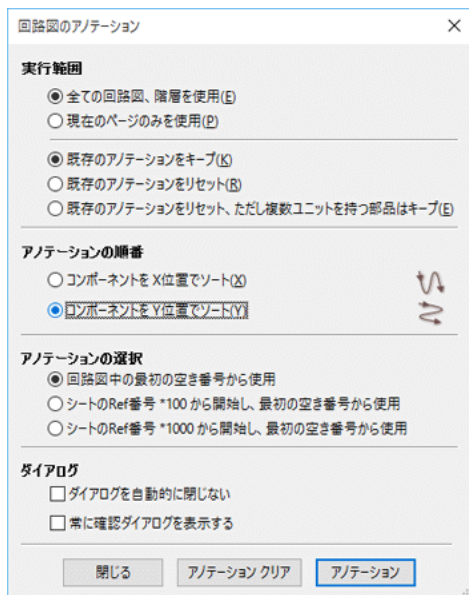 回路図のアノテーション
実行範囲
全ての回路図、階層を使用(E)
現在のページのみを使用(P)
既存のアノテーションをキープ(K)
既存のアノテーションをリセット(R)
既存のアノテーションをリセット、ただし複数ユニットを持つ部品はキープ(E)
アノテーションの順番
コンポーネントを X位置でソート(X)
コンポーネントを Y位置でソート(Y)
アノテーションの選択
回路図中の最初の空き番号から使用
シートのRef番号 *100 から開始し、最初の空き番号から使用
シートのRef番号 *1000 から開始し、最初の空き番号から使用
ダイアログ
ダイアログを自動的に閉じない
常に確認ダイアログを表示する
閉じる
アノテーション クリア
アノテーション